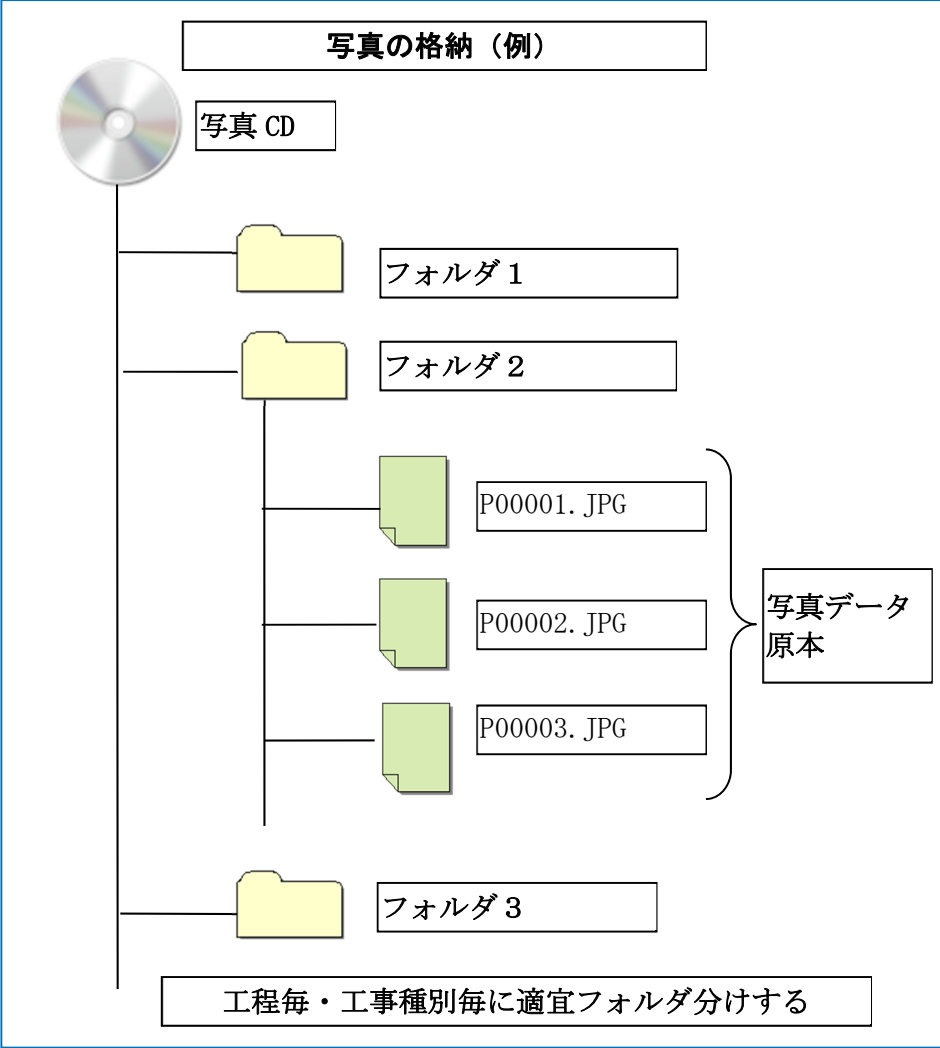 写真の格納（例）
写真 CD
フォルダ１
フォルダ２
P00001.JPG
P00002.JPG
P00003.JPG
写真データ
原本
フォルダ３
工程毎・工事種別毎に適宜フォルダ分けする